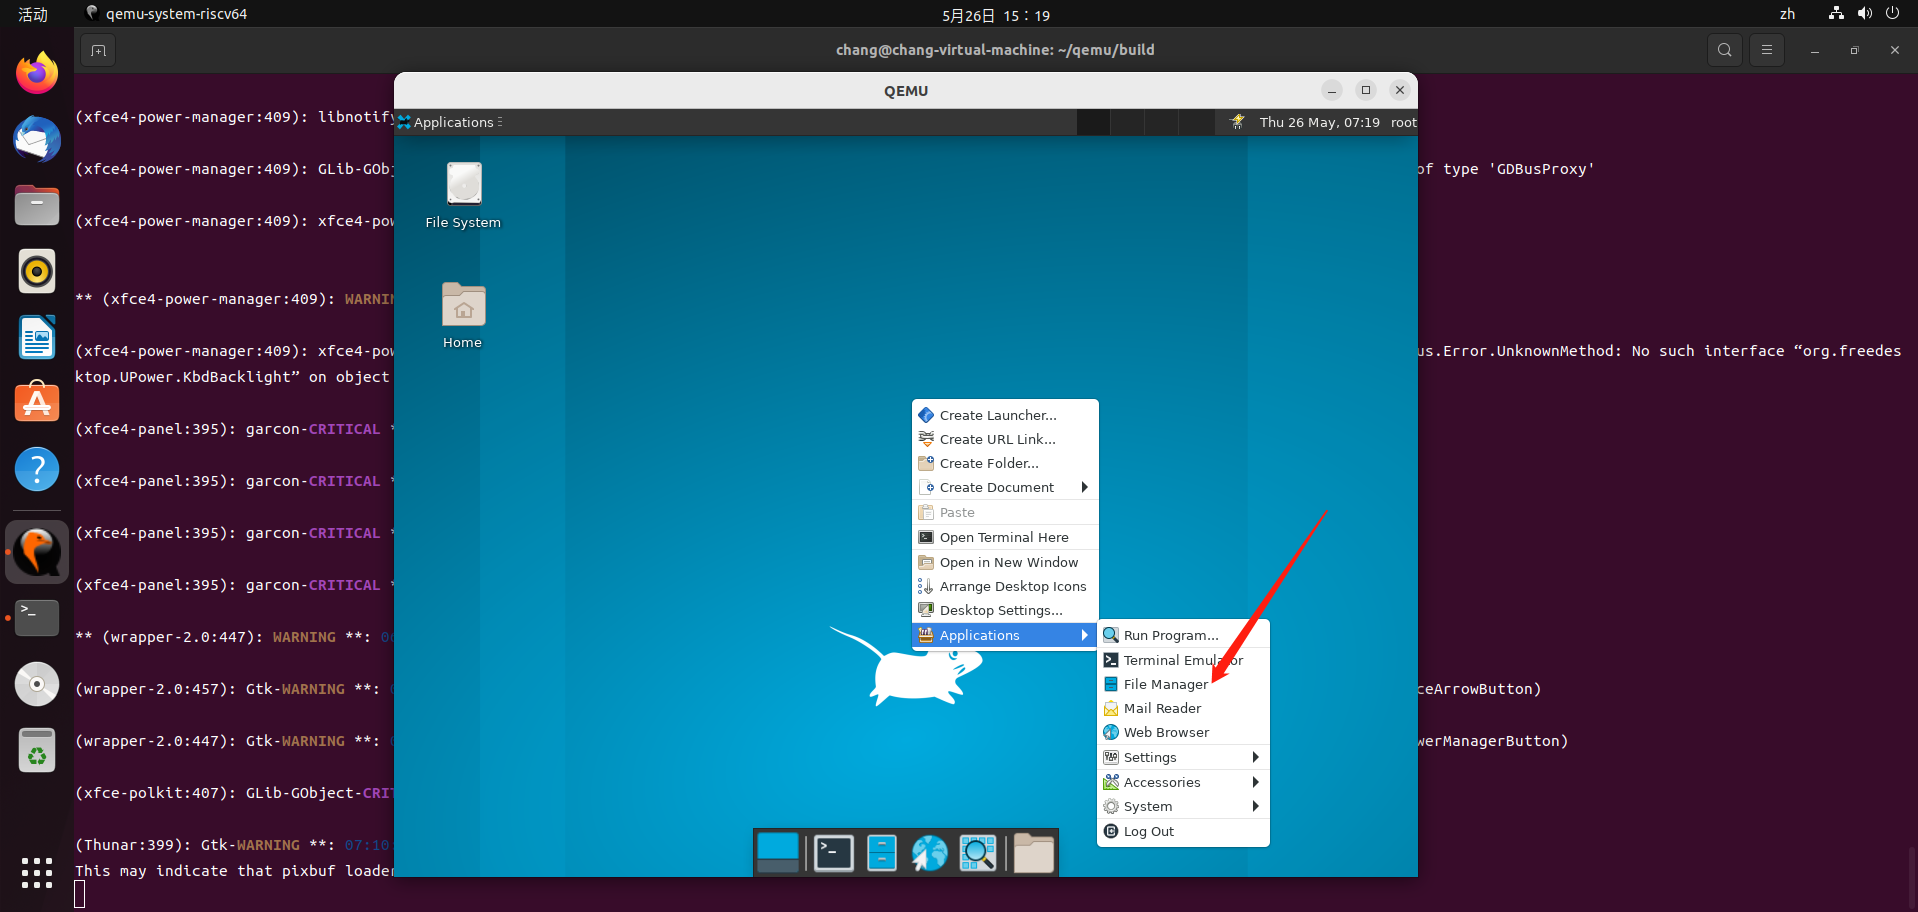 活动
qemu-system-riscv64
5月26日 15：19
zh
chang@chang-virtual-machine: ~/qemu/build
QEMU
Applications
Thu 26 May, 07:19 root
(xfce4-power-manager:409): libnotify
(xfce4-power-manager:409): GLib-GObj
of type 'GDBusProxy'
(xfce4-power-manager:409): xfce4-pow
** (xfce4-power-manager:409): WARNIN
(xfce4-power-manager:409): xfce4-pow
us.Error.UnknownMethod: No such interface “org.freedes
ktop.UPower.KbdBacklight” on object
(xfce4-panel:395): garcon-CRITICAL *
(xfce4-panel:395): garcon-CRITICAL *
(xfce4-panel:395): garcon-CRITICAL *
(xfce4-panel:395): garcon-CRITICAL *
** (wrapper-2.0:447): WARNING **: 0
(wrapper-2.0:457): Gtk-WARNING **:
ceArrowButton)
(wrapper-2.0:447): Gtk-WARNING **:
werManagerButton)
(xfce-polkit:407): GLib-GObject-CRIT
(Thunar:399): Gtk-WARNING **: 07:10:
This may indicate that pixbuf loader
File System
Home
Create Launcher...
Create URL Link...
Create Folder...
Create Document
Paste
Open Terminal Here
Open in New Window
Arrange Desktop Icons
Desktop Settings...
Applications
Run Program...
Terminal Emulator
File Manager
Mail Reader
Web Browser
Settings
Accessories
System
Log Out